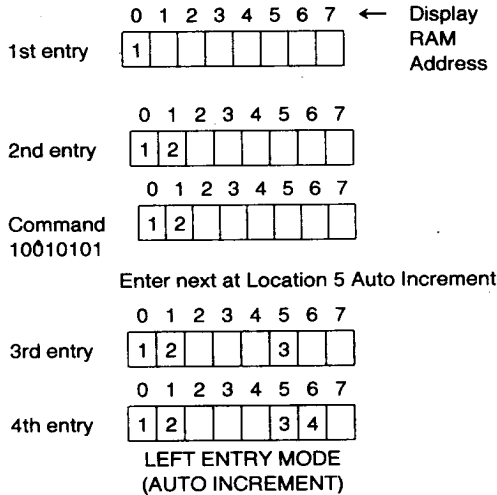 0 1 2 3 4 5 6 7 ← Display
RAM
Address
1st entry 1
0 1 2 3 4 5 6 7
2nd entry 1 2
0 1 2 3 4 5 6 7
Command 1 2
10010101
Enter next at Location 5 Auto Increment
0 1 2 3 4 5 6 7
3rd entry 1 2 3
0 1 2 3 4 5 6 7
4th entry 1 2 3 4
LEFT ENTRY MODE
(AUTO INCREMENT)